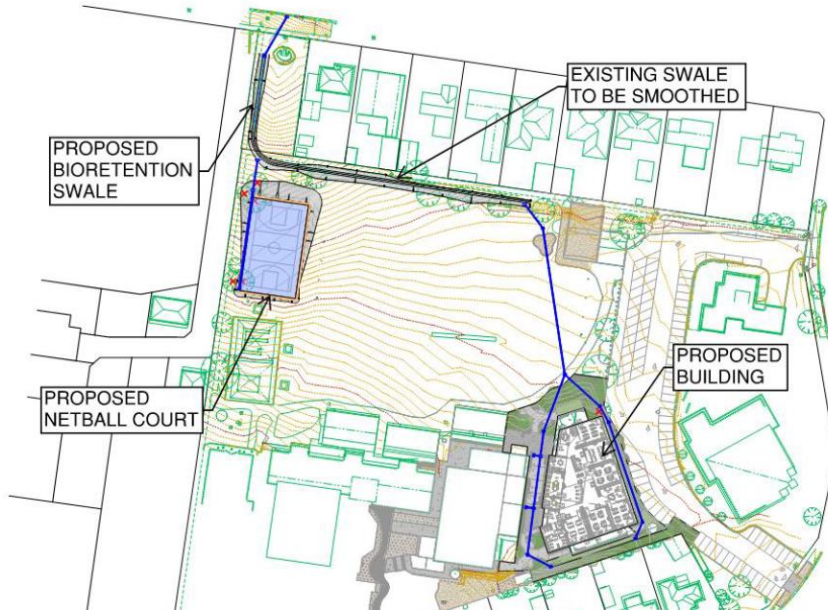 EXISTING SWALE
TO BE SMOOTHED
PROPOSED
BIORETENTION
SWALE
PROPOSED
BUILDING
PROPOSED
NETBALL COURT